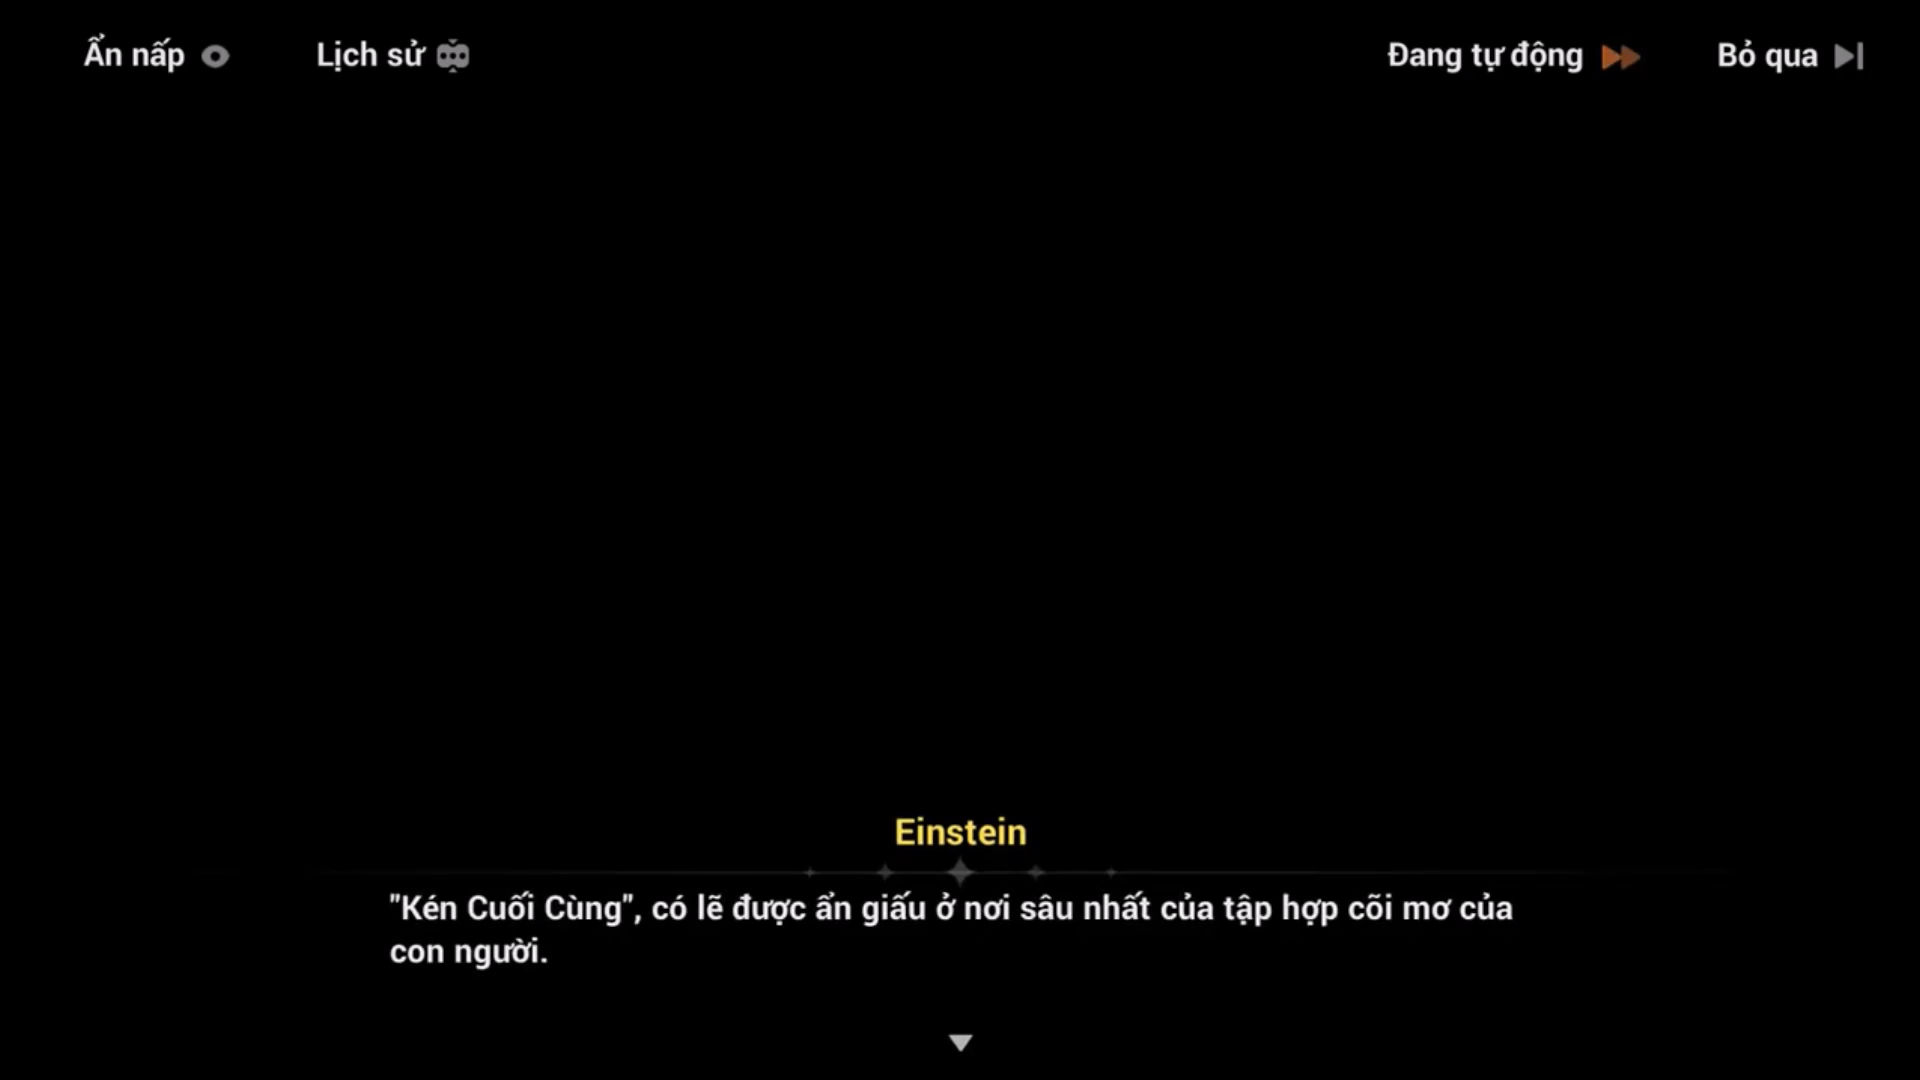 Ẩn nấp
Lịch sử
Đang tự động
Bỏ qua
Einstein
"Kén Cuối Cùng", có lẽ được ẩn giấu ở nơi sâu nhất của tập hợp cõi mơ của
con người.